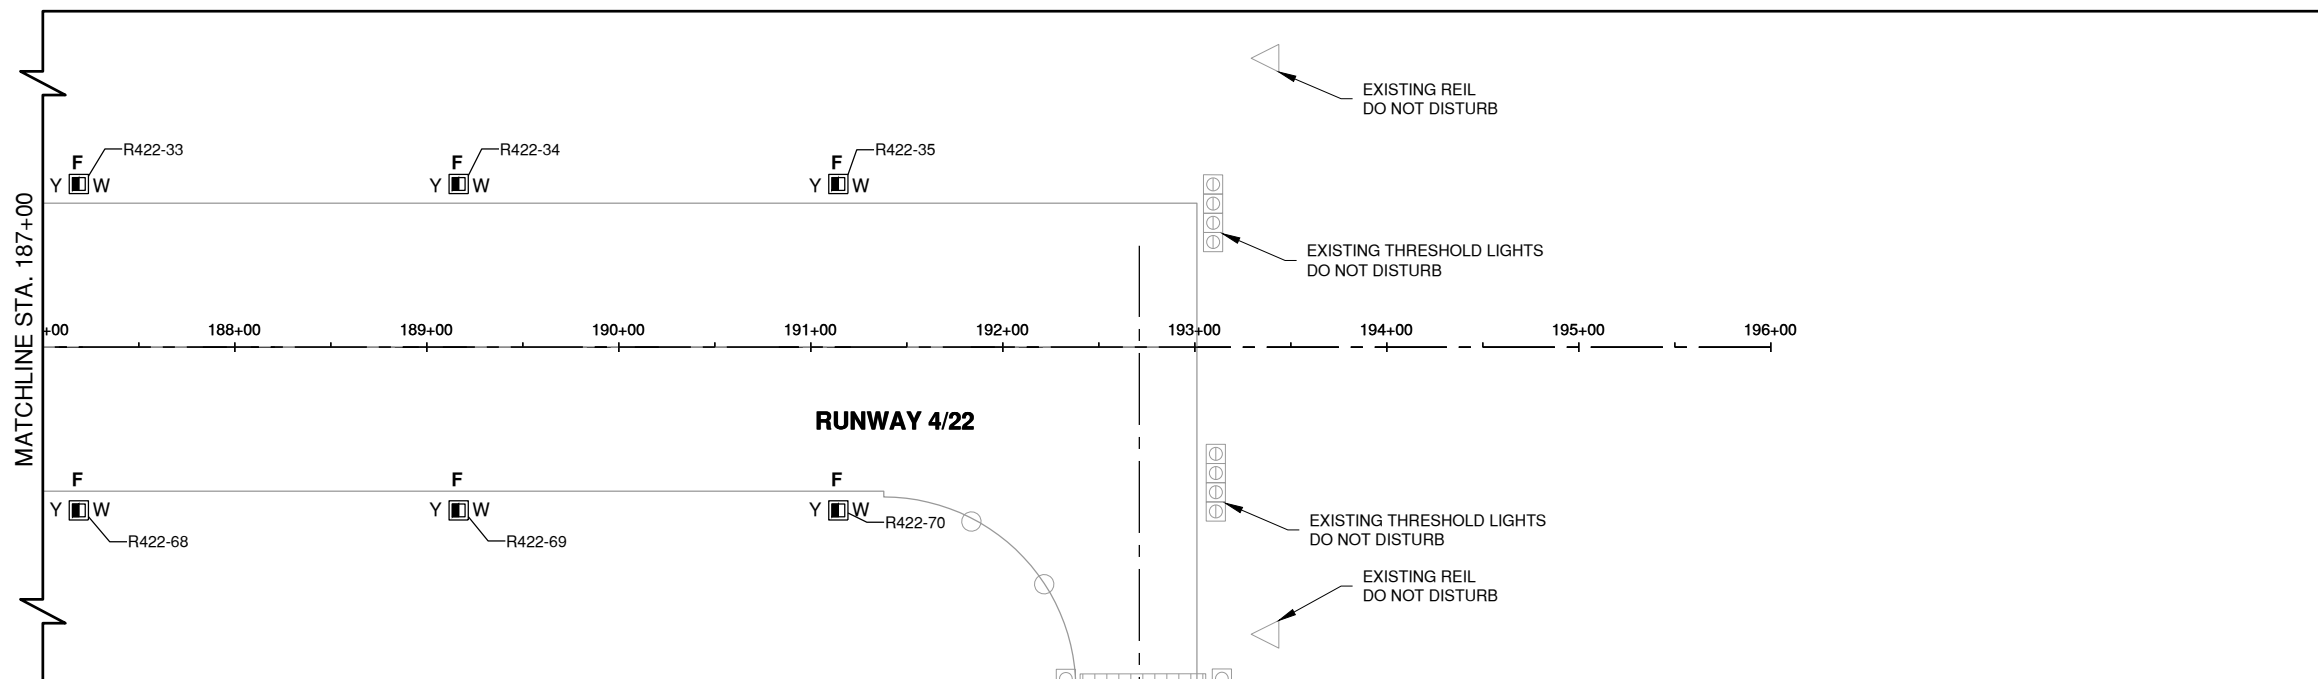 EXISTING REIL
DO NOT DISTURB
R422-33
R422-34
R422-35
F
F
F
Y W
Y W
Y W
MATCHLINE STA. 187+00
EXISTING THRESHOLD LIGHTS
DO NOT DISTURB
+00 188+00 189+00 190+00 191+00 192+00 193+00 194+00 195+00 196+00
RUNWAY 4/22
F
F
F
Y W
Y W
Y W
R422-68
R422-69
R422-70
EXISTING THRESHOLD LIGHTS
DO NOT DISTURB
EXISTING REIL
DO NOT DISTURB